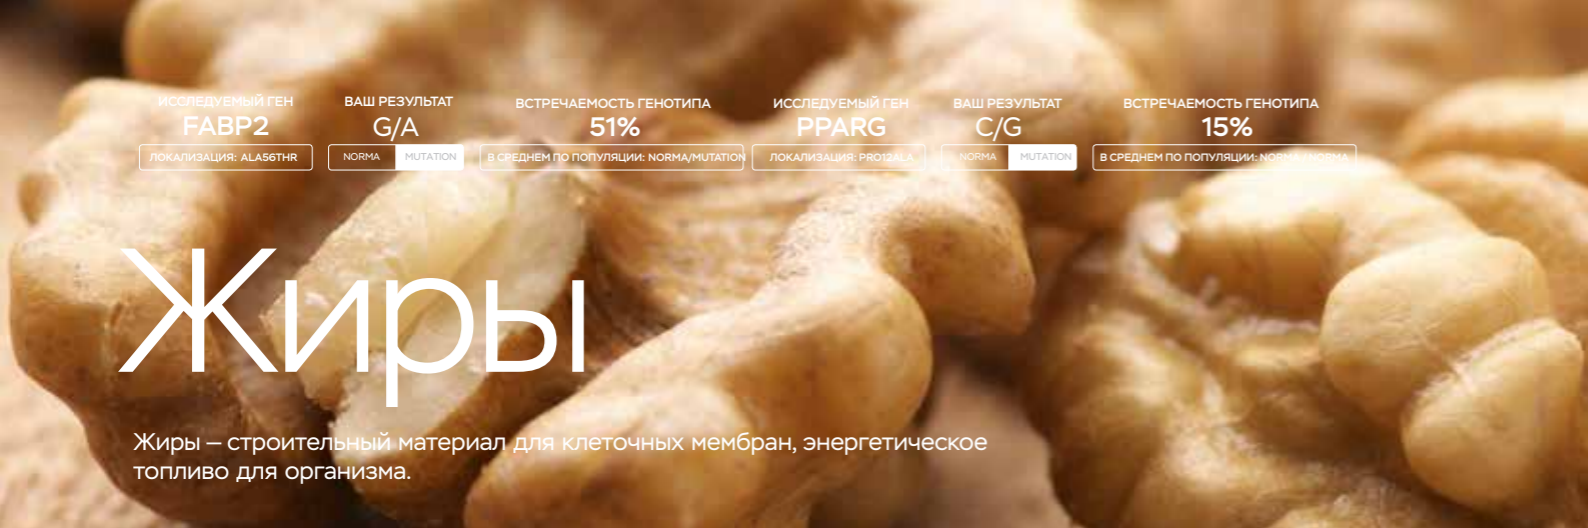 ИССЛЕДУЕМЫЙ ГЕН
FABP2
ЛОКАЛИЗАЦИЯ: ALA56THR
ВАШ РЕЗУЛЬТАТ
G/A
NORMA MUTATION
ВСТРЕЧАЕМОСТЬ ГЕНОТИПА
51%
В СРЕДНЕМ ПО ПОПУЛЯЦИИ: NORMA/MUTATION
ИССЛЕДУЕМЫЙ ГЕН
PPARG
ЛОКАЛИЗАЦИЯ: PRO12ALA
ВАШ РЕЗУЛЬТАТ
C/G
NORMA MUTATION
ВСТРЕЧАЕМОСТЬ ГЕНОТИПА
15%
В СРЕДНЕМ ПО ПОПУЛЯЦИИ: NORMA / NORMA
Жиры
Жиры – строительный материал для клеточных мембран, энергетическое
топливо для организма.